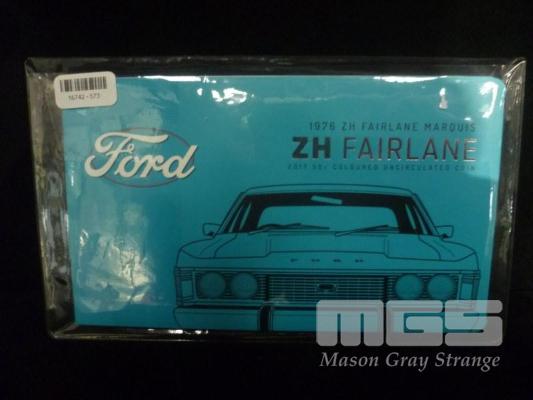 16742-573
Ford
1976 ZH FAIRLANE MARQUIS
ZH FAIRLANE
2017 50c COLOURED UNCIRCULATED COIN
FORD
MGS
Mason Gray Strange